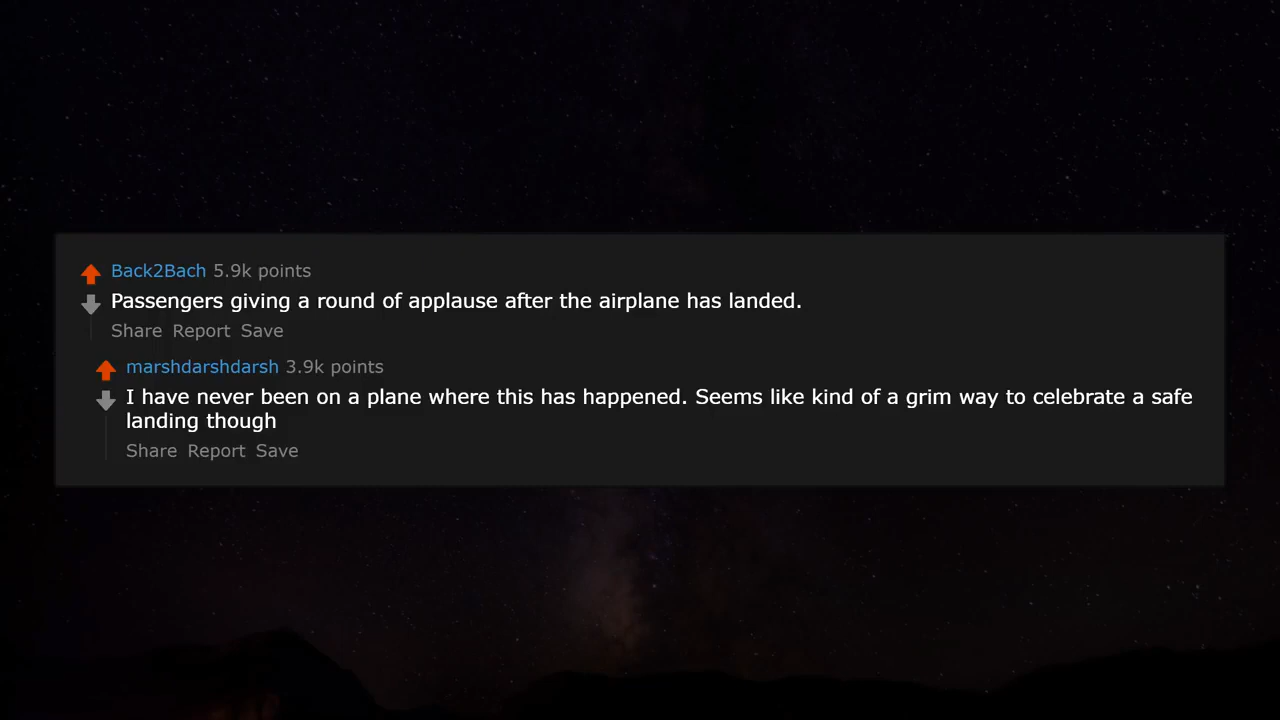 Back2Bach 5.9k points
Passengers giving a round of applause after the airplane has landed.
Share Report Save
marshdarshdarsh 3.9k points
I have never been on a plane where this has happened. Seems like kind of a grim way to celebrate a safe
landing though
Share Report Save